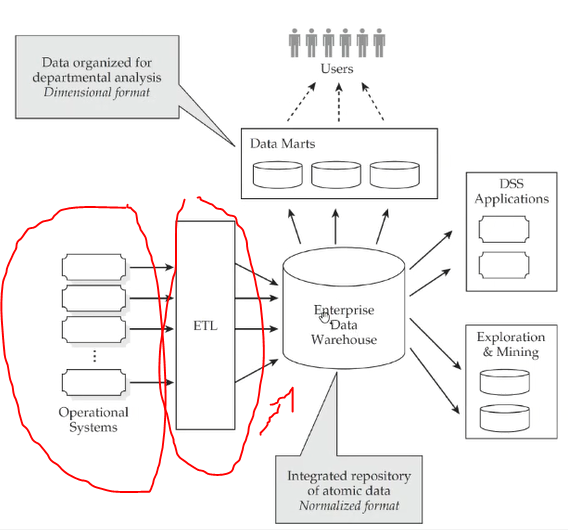 Data organized for
departmental analysis
Dimensional format
Users
Data Marts
DSS
Applications
ETL
Enterprise
Data
Warehouse
Exploration
& Mining
Operational
Systems
Integrated repository
of atomic data
Normalized format